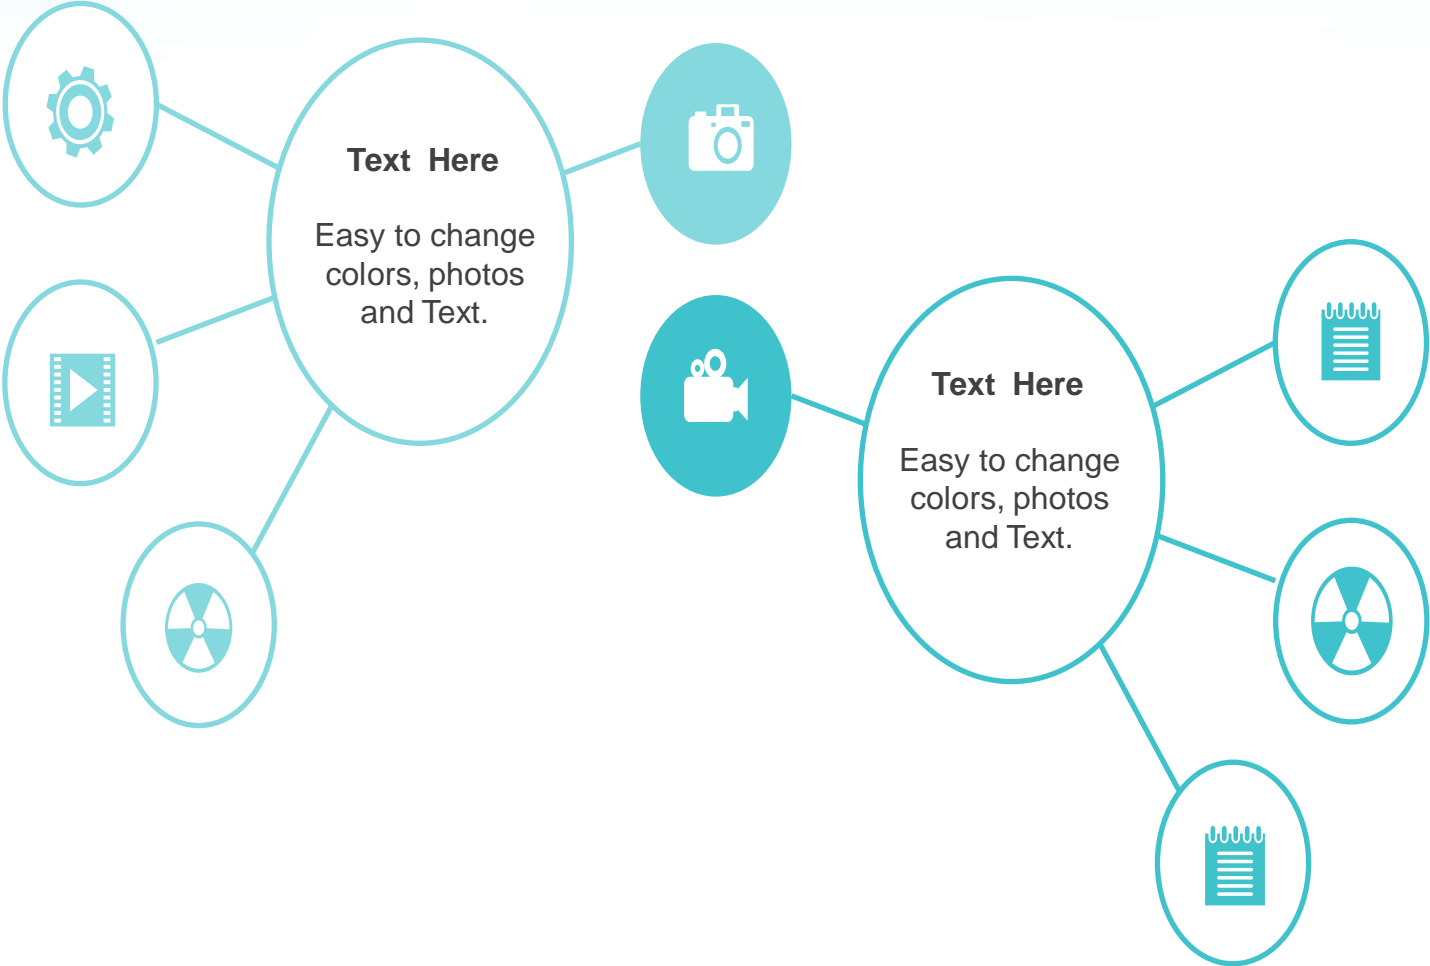 Text Here
Easy to change
colors, photos
and Text.
Text Here
Easy to change
colors, photos
and Text.